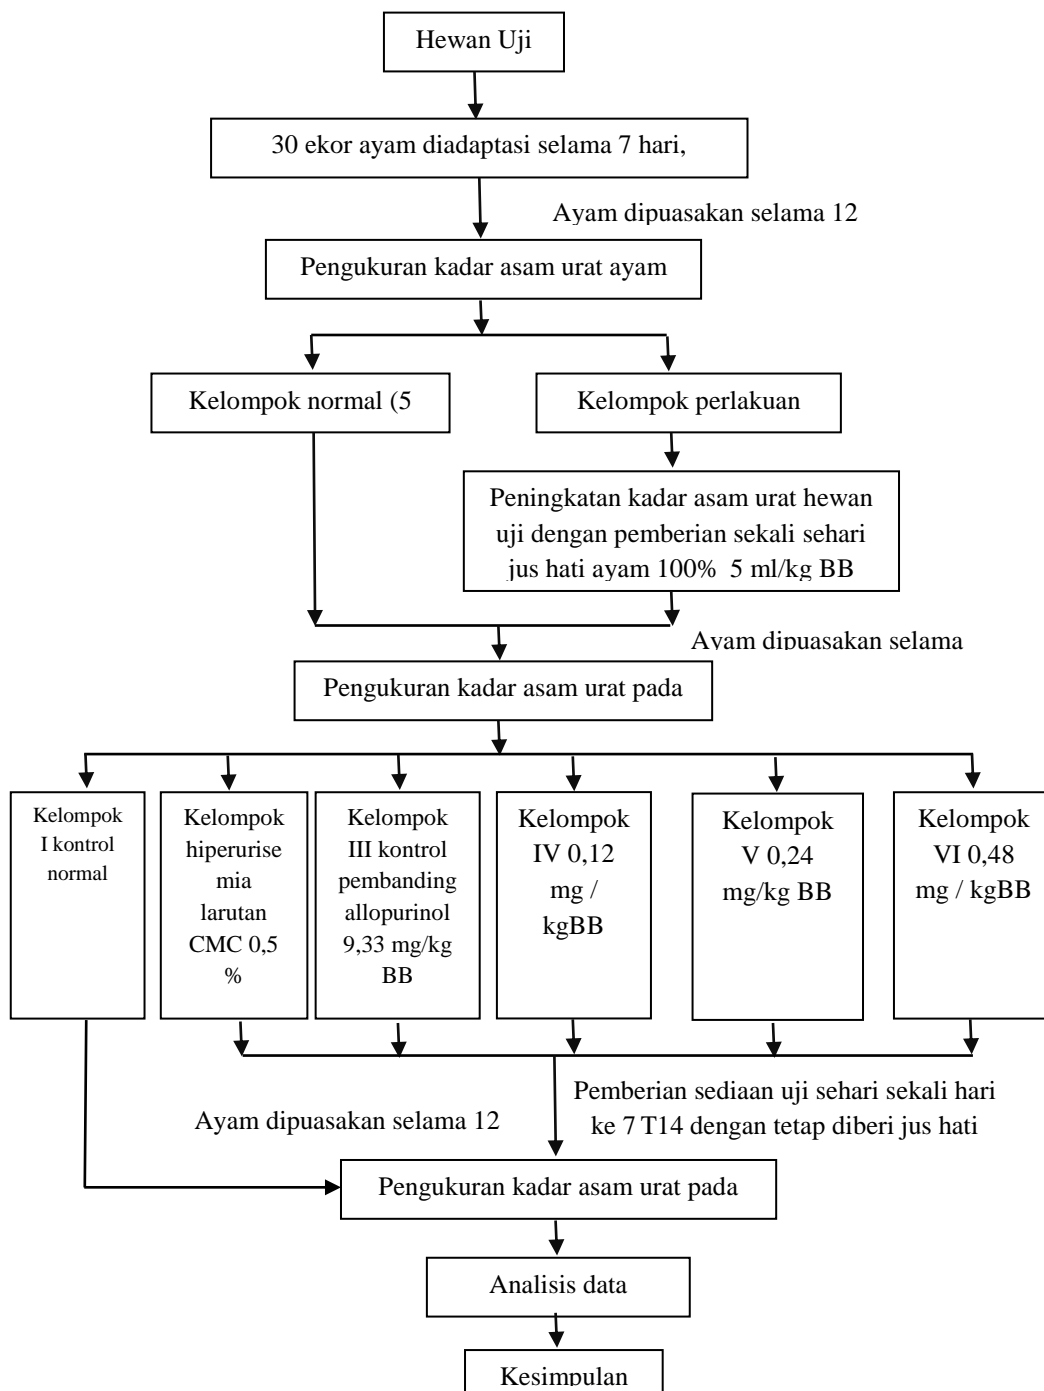 Hewan Uji
30 ekor ayam diadaptasi selama 7 hari,
Ayam dipuasakan selama 12
Pengukuran kadar asam urat ayam
Kelompok normal (5
Kelompok perlakuan
Peningkatan kadar asam urat hewan
uji dengan pemberian sekali sehari
jus hati ayam 100% 5 ml/kg BB
Ayam dipuasakan selama
Pengukuran kadar asam urat pada
Kelompok
I kontrol
normal
Kelompok
hiperurise
mia
larutan
CMC 0,5
%
Kelompok
III kontrol
pembanding
allopurinol
9,33 mg/kg
BB
Kelompok
IV 0,12
mg /
kgBB
Kelompok
V 0,24
mg/kg BB
Kelompok
VI 0,48
mg / kgBB
Ayam dipuasakan selama 12
Pemberian sediaan uji sehari sekali hari
ke 7 T14 dengan tetap diberi jus hati
Pengukuran kadar asam urat pada
Analisis data
Kesimpulan